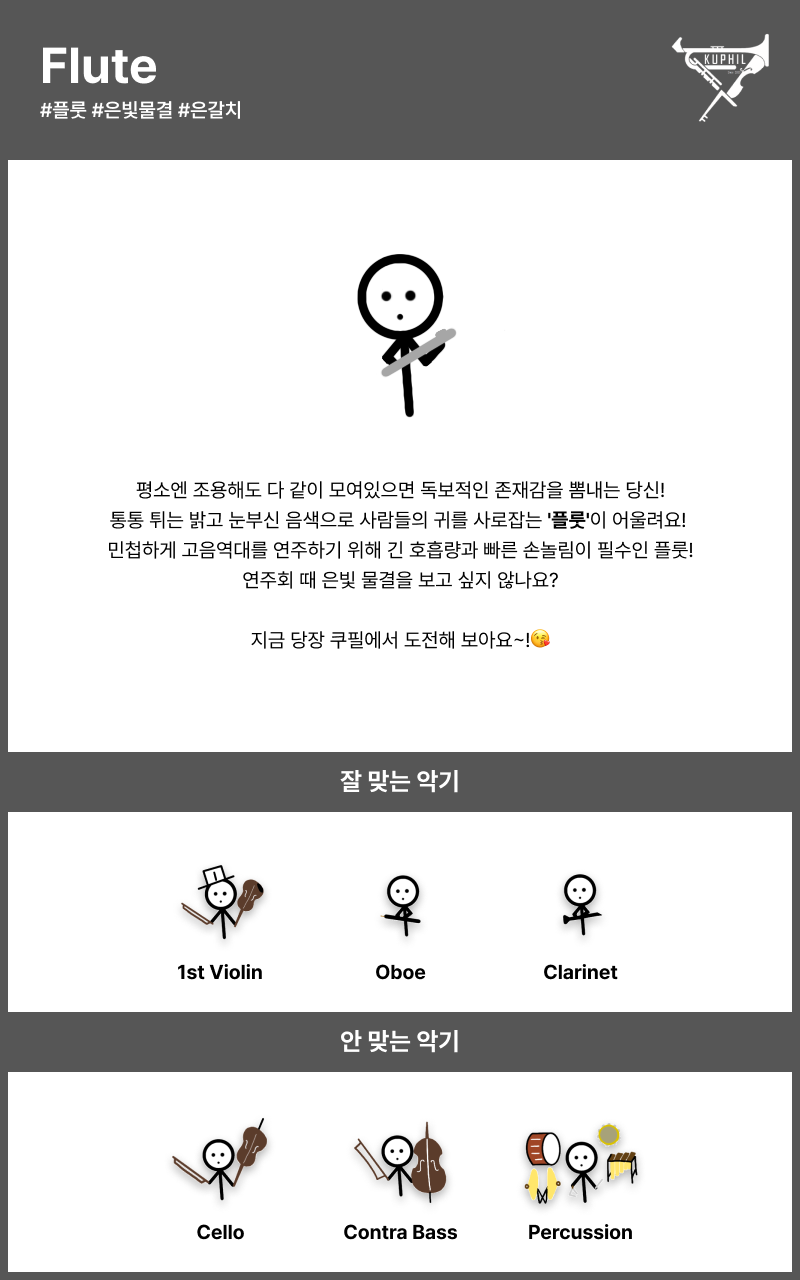 Flute
#플룻 #은빛물결 #은갈치
KUPHIL
평소엔 조용해도 다 같이 모여있으면 독보적인 존재감을 뽐내는 당신!
통통 튀는 밝고 눈부신 음색으로 사람들의 귀를 사로잡는 '플룻'이 어울려요!
민첩하게 고음역대를 연주하기 위해 긴 호흡량과 빠른 손놀림이 필수인 플룻!
연주회 때 은빛 물결을 보고 싶지 않나요?
지금 당장 쿠필에서 도전해 보아요~!😘
잘 맞는 악기
1st Violin
Oboe
Clarinet
안 맞는 악기
Cello
Contra Bass
Percussion